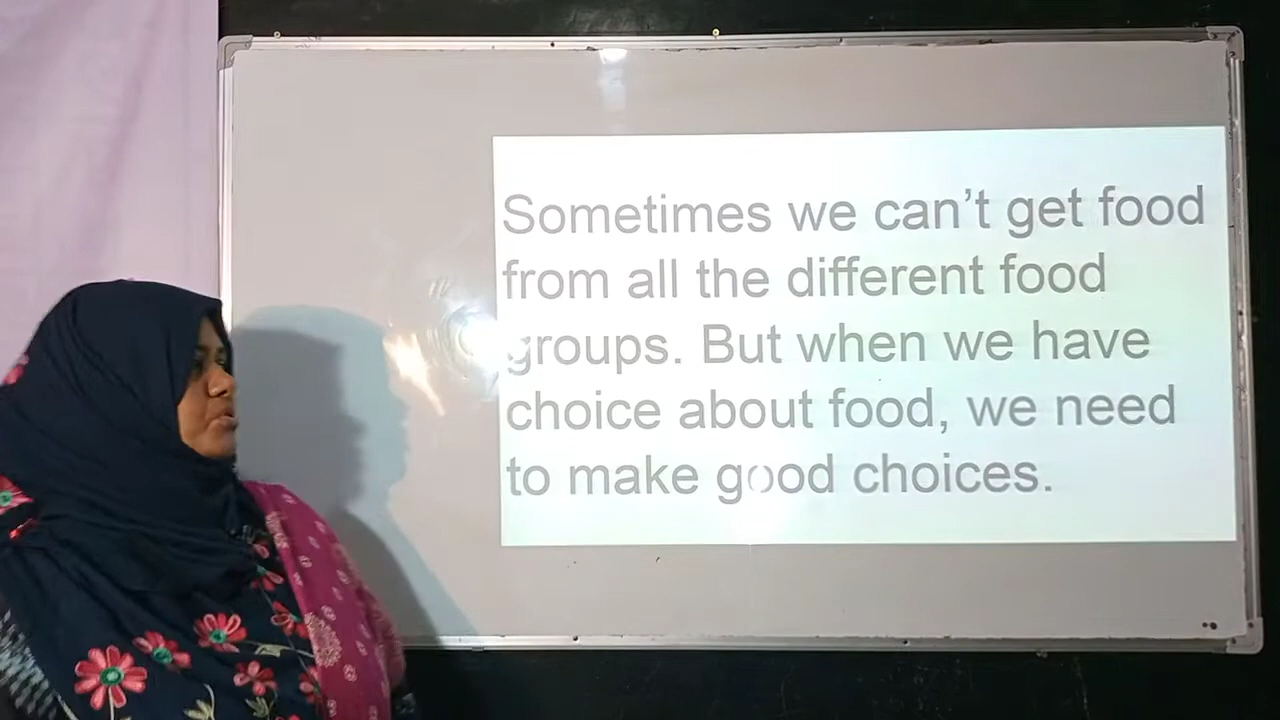 Sometimes we can’t get food
from all the different food
groups. But when we have
choice about food, we need
to make good choices.